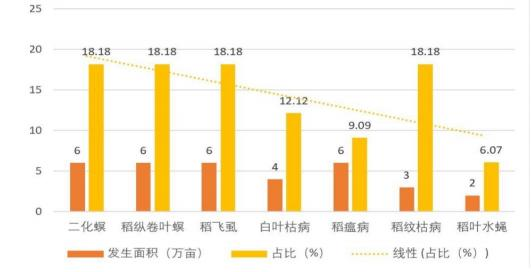 25
20
15
10
5
0
18.18 18.18 18.18 12.12 9.09 18.18 6.07
6 6 6 4 6 3 2
二化螟 稻纵卷叶螟 稻飞虱 白叶枯病 稻瘟病 稻纹枯病 稻叶水蝇
发生面积（万亩） 占比（%） 线性 (占比（%）)